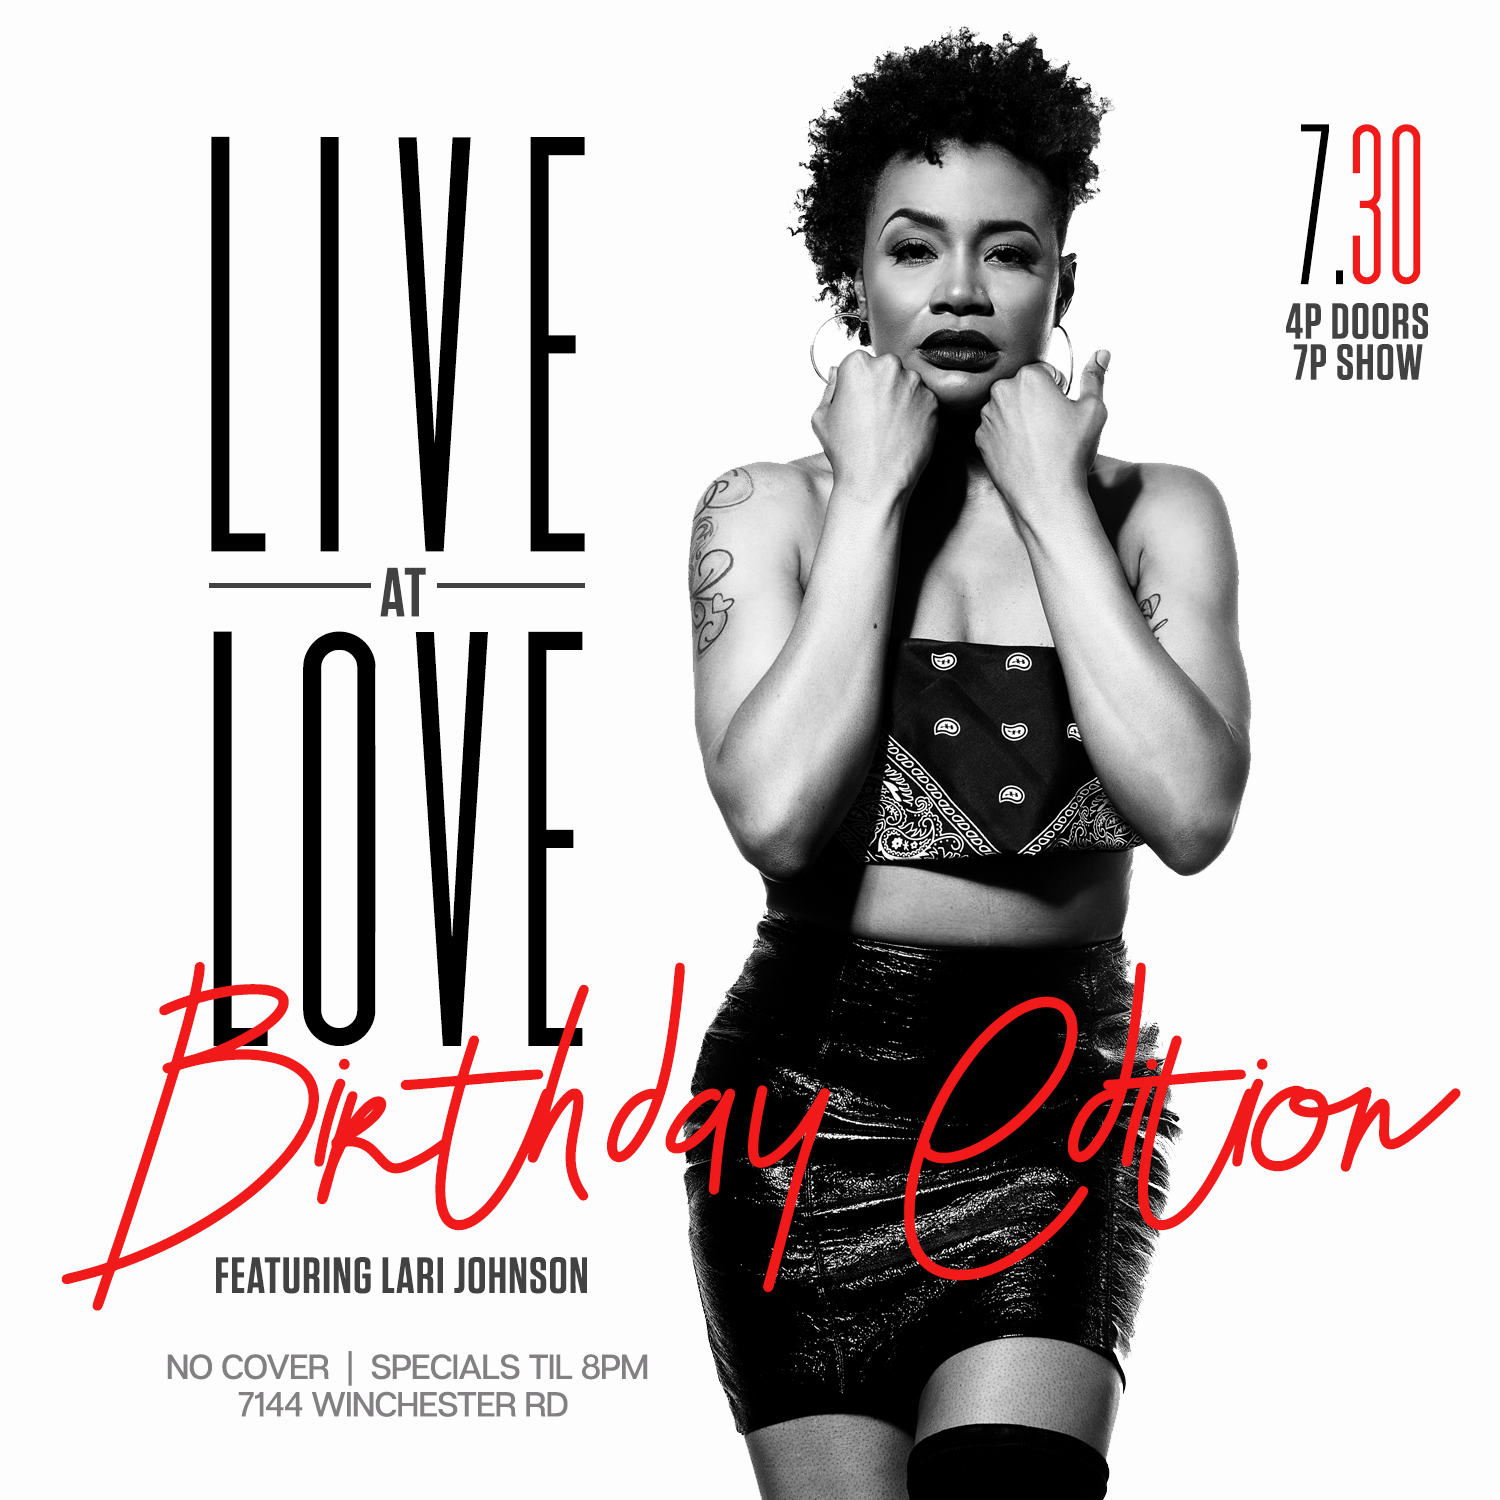 LIVE
AT
LOVE
Birthday Edition
FEATURING LARI JOHNSON
NO COVER | SPECIALS TIL 8PM
7144 WINCHESTER RD
7.30
4P DOORS
7P SHOW